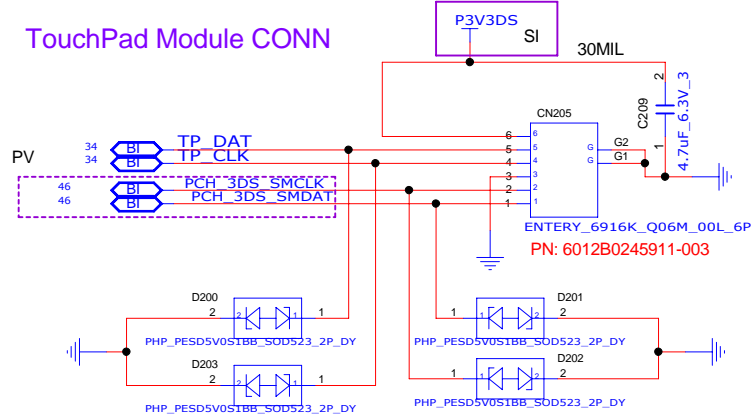 TouchPad Module CONN
P3V3DS
SI
30MIL
2
C209
4.7uF_6.3V_3
1
CN205
PV
34 BI TP_DAT
34 BI TP_CLK
46 BI PCH_3DS_SMCLK
46 BI PCH_3DS_SMDAT
6 6
5 5
4 4
3 3
2 2
1 1
G G2
G G1
ENTERY_6916K_Q06M_00L_6P
PN: 6012B0245911-003
D200
2 2 1 1
PHP_PESD5V0S1BB_SOD523_2P_DY
D201
1 1 2 2
PHP_PESD5V0S1BB_SOD523_2P_DY
D203
2 2 1 1
PHP_PESD5V0S1BB_SOD523_2P_DY
D202
1 1 2 2
PHP_PESD5V0S1BB_SOD523_2P_DY